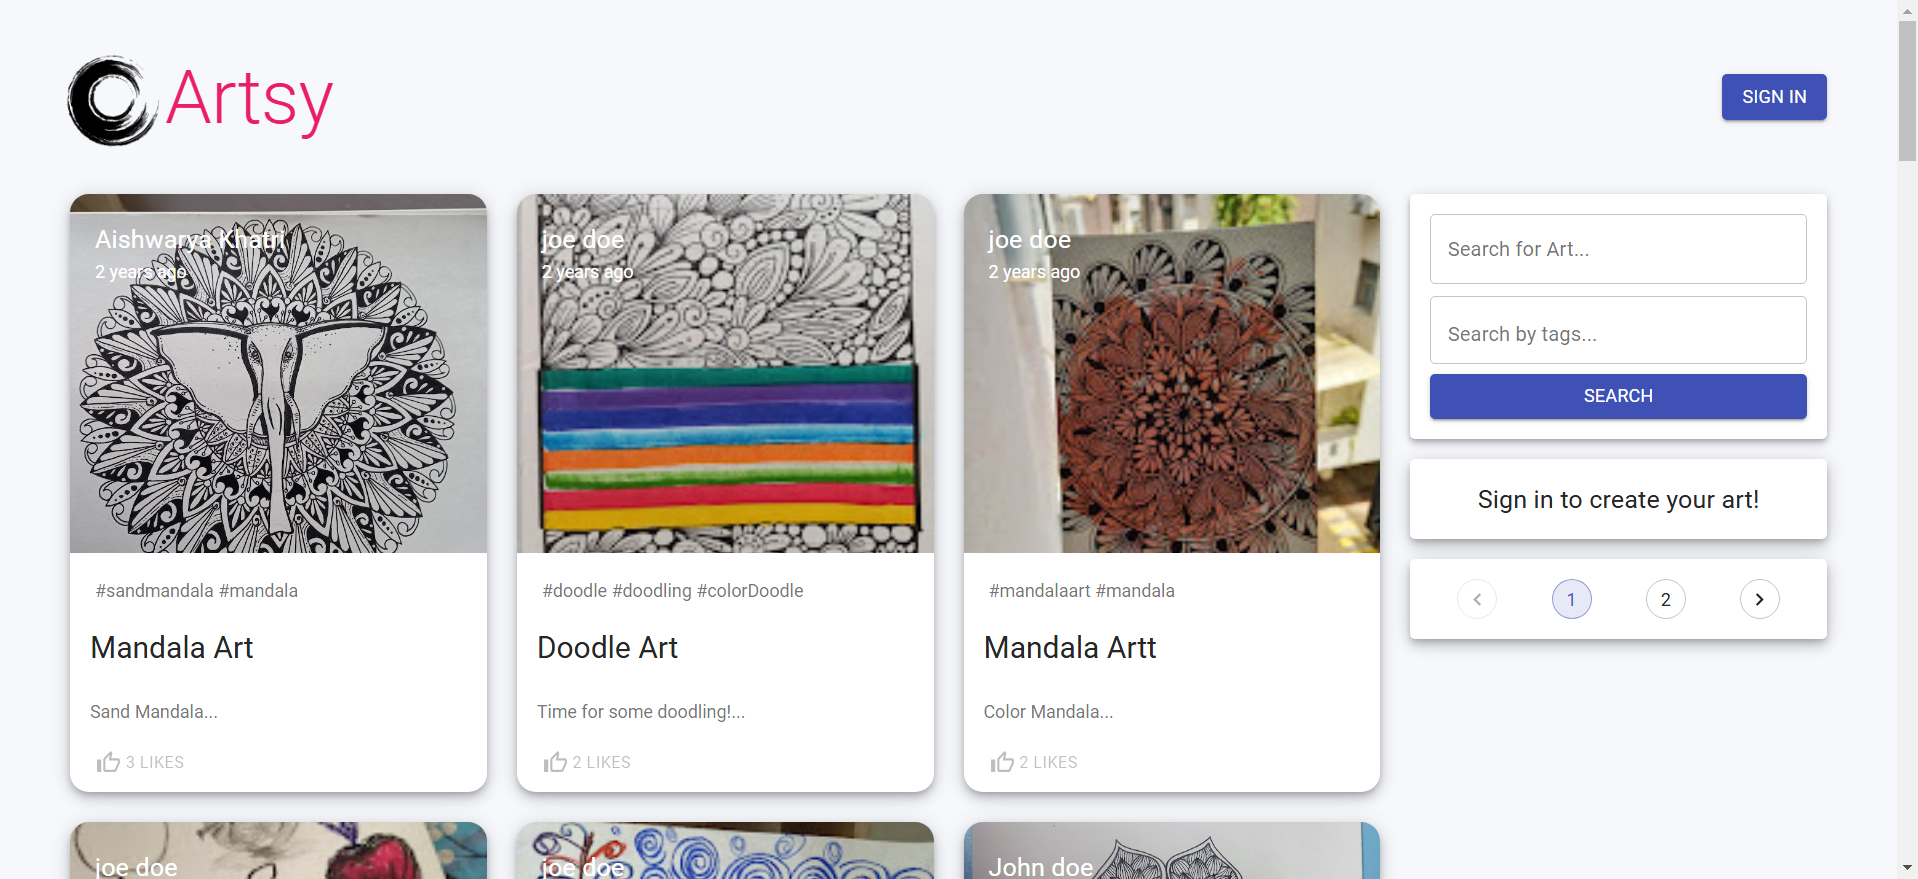 Artsy
SIGN IN
Aishwarya Khatri
2 years ago
#sandmandala #mandala
Mandala Art
Sand Mandala...
3 LIKES
joe doe
2 years ago
#doodle #doodling #colorDoodle
Doodle Art
Time for some doodling!...
2 LIKES
joe doe
2 years ago
#mandalaart #mandala
Mandala Artt
Color Mandala...
2 LIKES
Search for Art...
Search by tags...
SEARCH
Sign in to create your art!
1
2
joe doe
joe doe
John doe